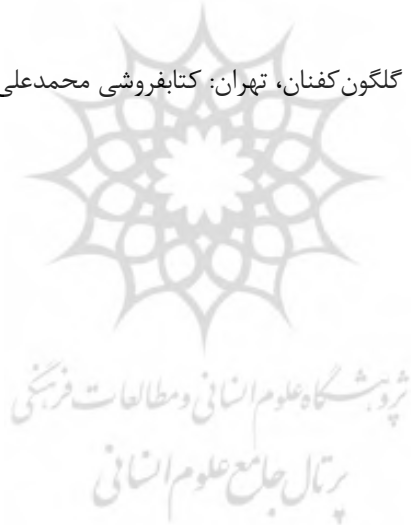 گلگون‌کفنان، تهران: کتابفروشی محمدعلی
پژوهشگاه علوم انسانی و مطالعات فرهنگی
پرتال جامع علوم انسانی